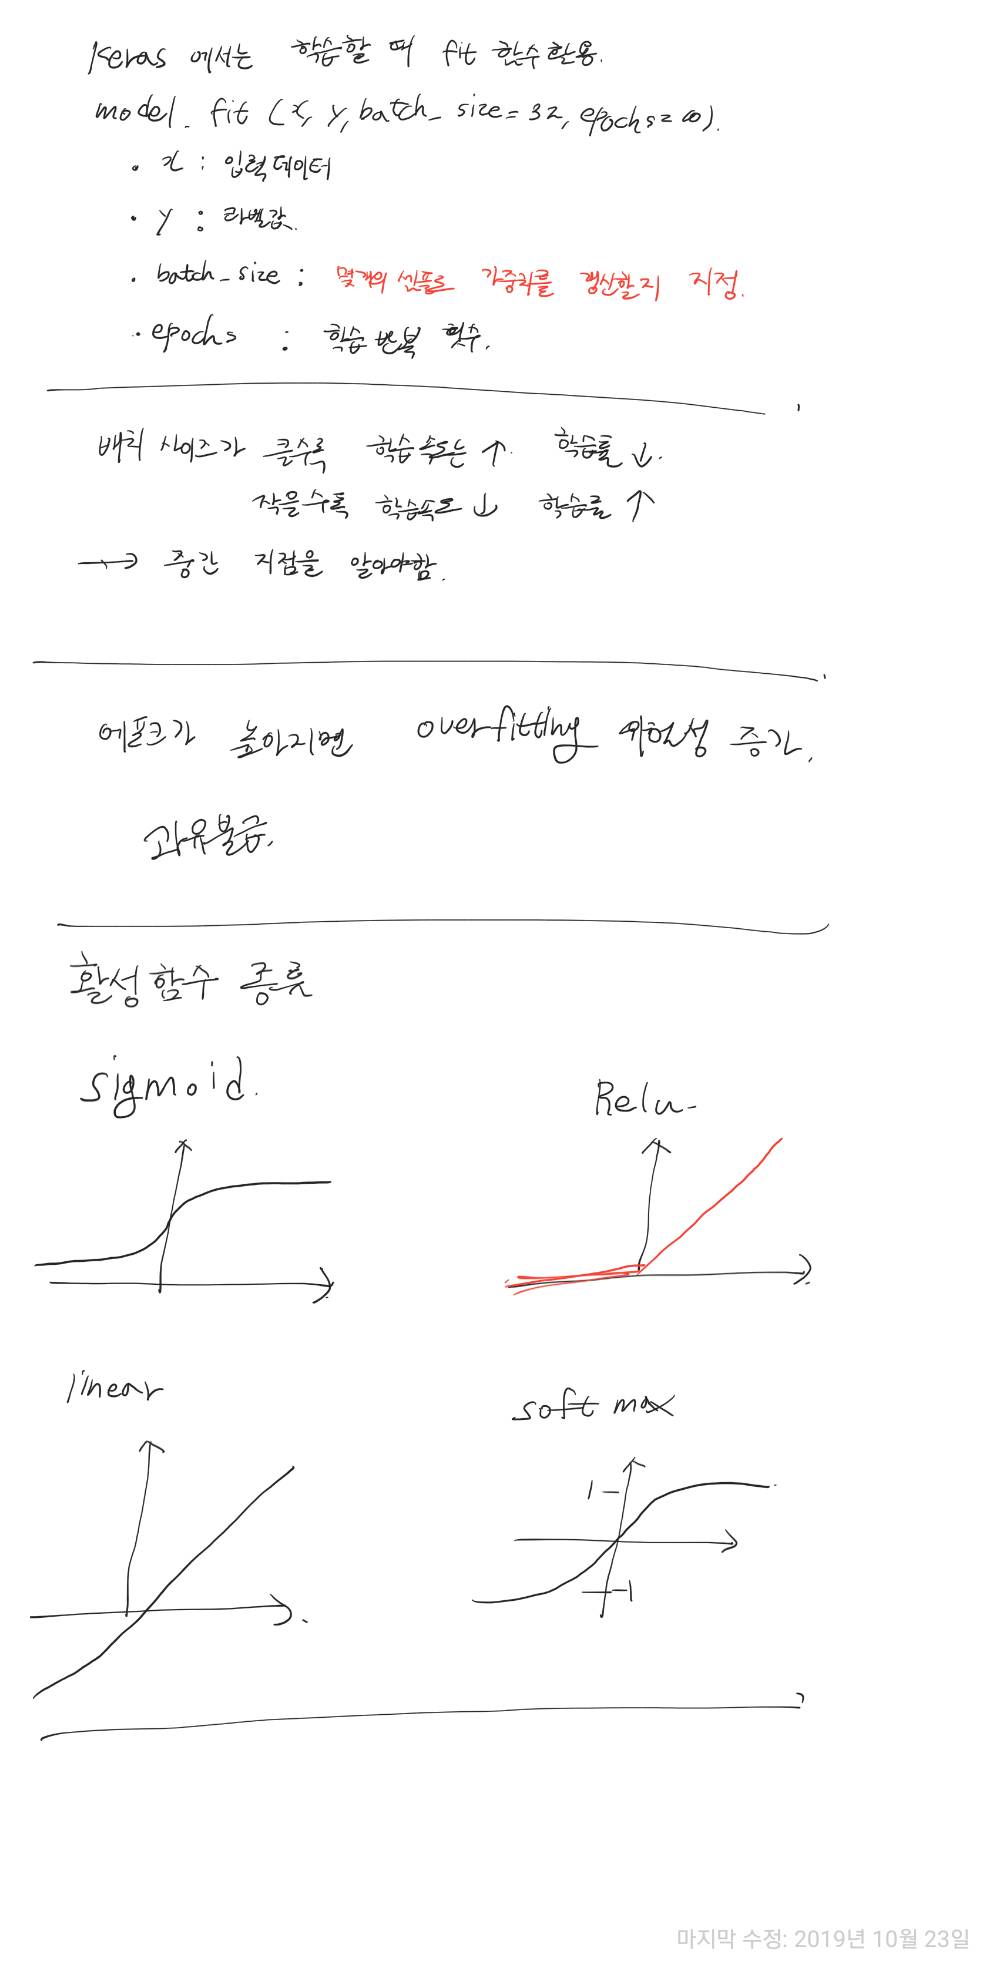 Keras 에서는 학습할 때 fit 함수 활용.
model. fit (x, y, batch_ size = 32, epochs = ∞).
· x : 입력 데이터
· y : 라벨값.
· batch_size : 몇개의 샘플로 가중치를 갱신할지 지정.
· epochs : 학습 반복 횟수.
배치 사이즈가 클수록 학습 속도는 ↑. 학습률 ↓.
작을수록 학습속도 ↓ 학습률 ↑
→ 중간 지점을 알아야함.
에포크가 높아지면 overfitting 위험성 증가.
과유불급.
활성함수 종류
sigmoid.
Relu-
linear
softmax
1
-1
마지막 수정: 2019년 10월 23일